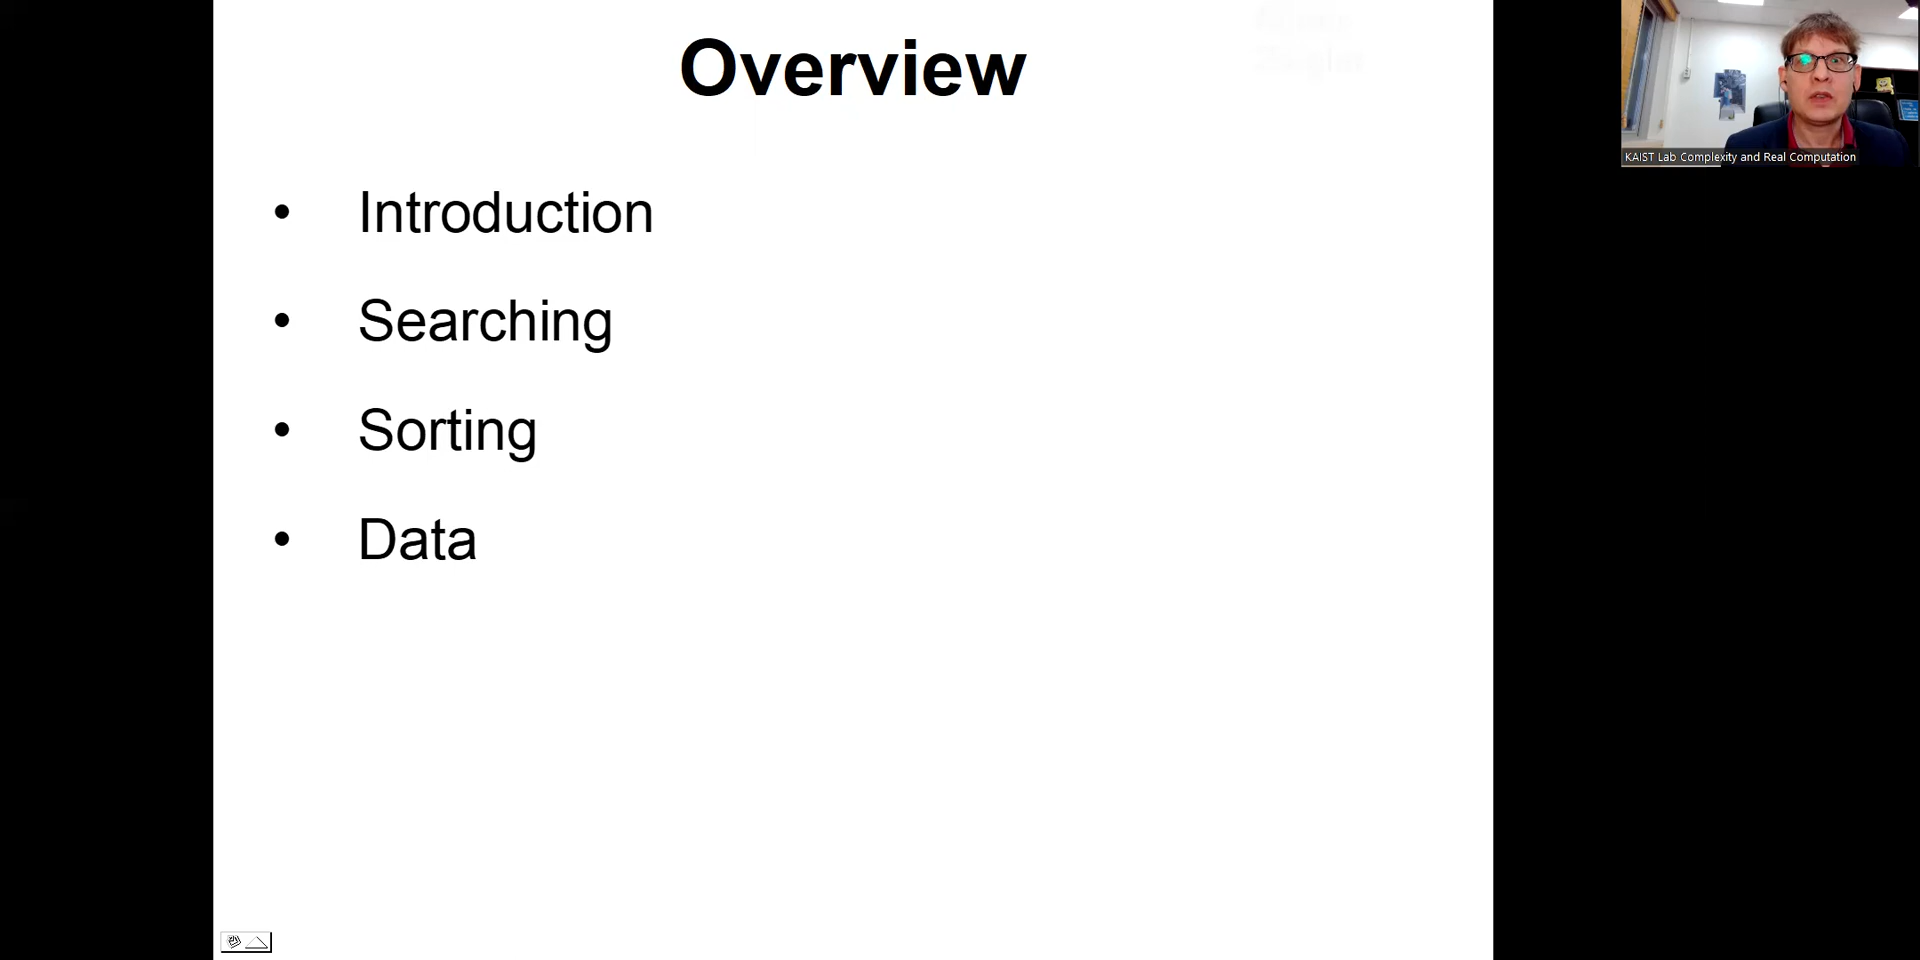 Overview
• Introduction
• Searching
• Sorting
• Data
KAIST Lab Complexity and Real Computation